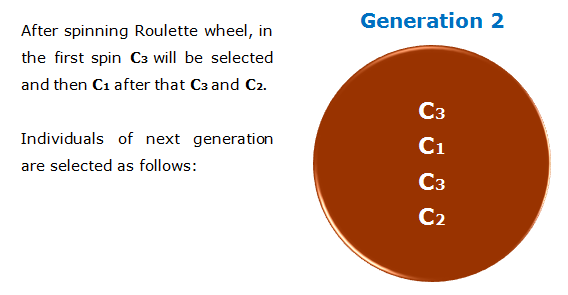 After spinning Roulette wheel, in
the first spin C3 will be selected
and then C1 after that C3 and C2.
Individuals of next generation
are selected as follows:
Generation 2
C3
C1
C3
C2